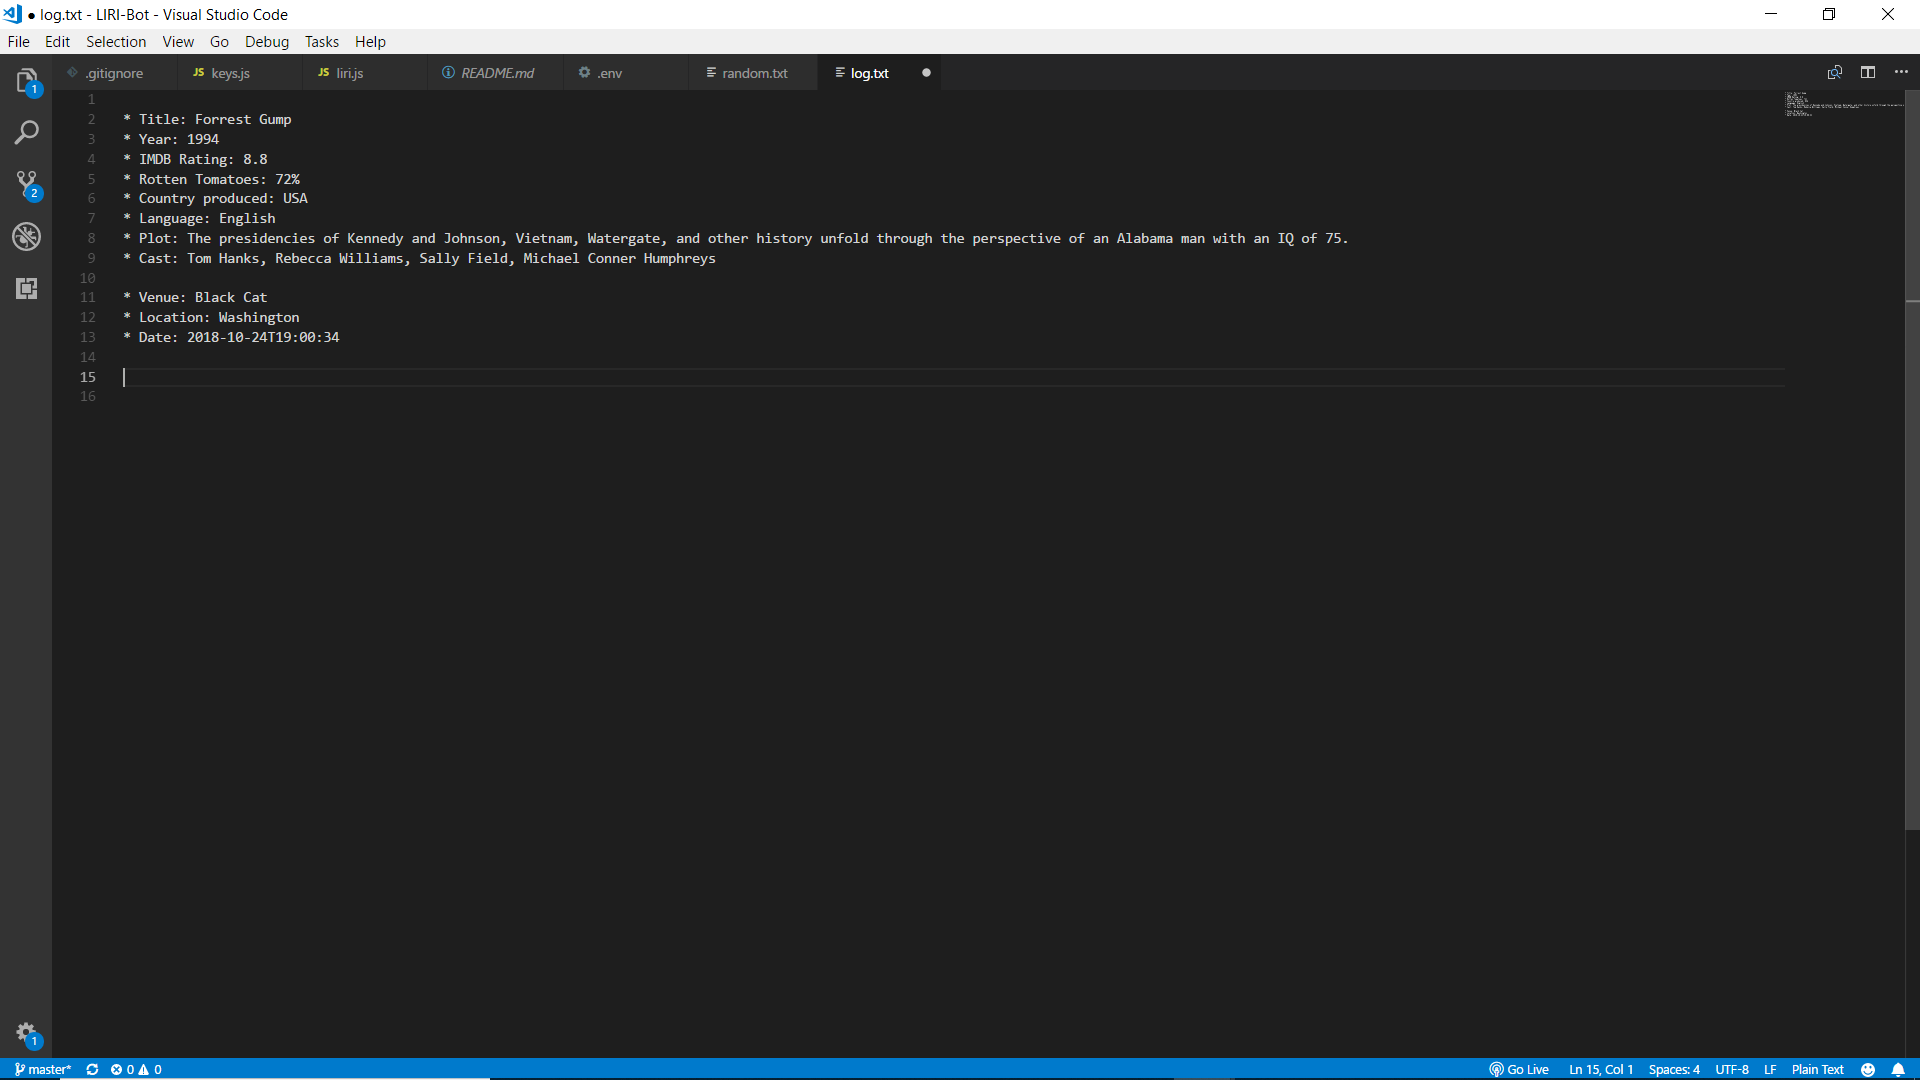 ● log.txt - LIRI-Bot - Visual Studio Code
File Edit Selection View Go Debug Tasks Help
.gitignore JS keys.js JS liri.js README.md .env random.txt log.txt
1
2 * Title: Forrest Gump
3 * Year: 1994
4 * IMDB Rating: 8.8
5 * Rotten Tomatoes: 72%
6 * Country produced: USA
7 * Language: English
8 * Plot: The presidencies of Kennedy and Johnson, Vietnam, Watergate, and other history unfold through the perspective of an Alabama man with an IQ of 75.
9 * Cast: Tom Hanks, Rebecca Williams, Sally Field, Michael Conner Humphreys
10
11 * Venue: Black Cat
12 * Location: Washington
13 * Date: 2018-10-24T19:00:34
14
15
16
1
2
1
master* 0 0 Go Live Ln 15, Col 1 Spaces: 4 UTF-8 LF Plain Text